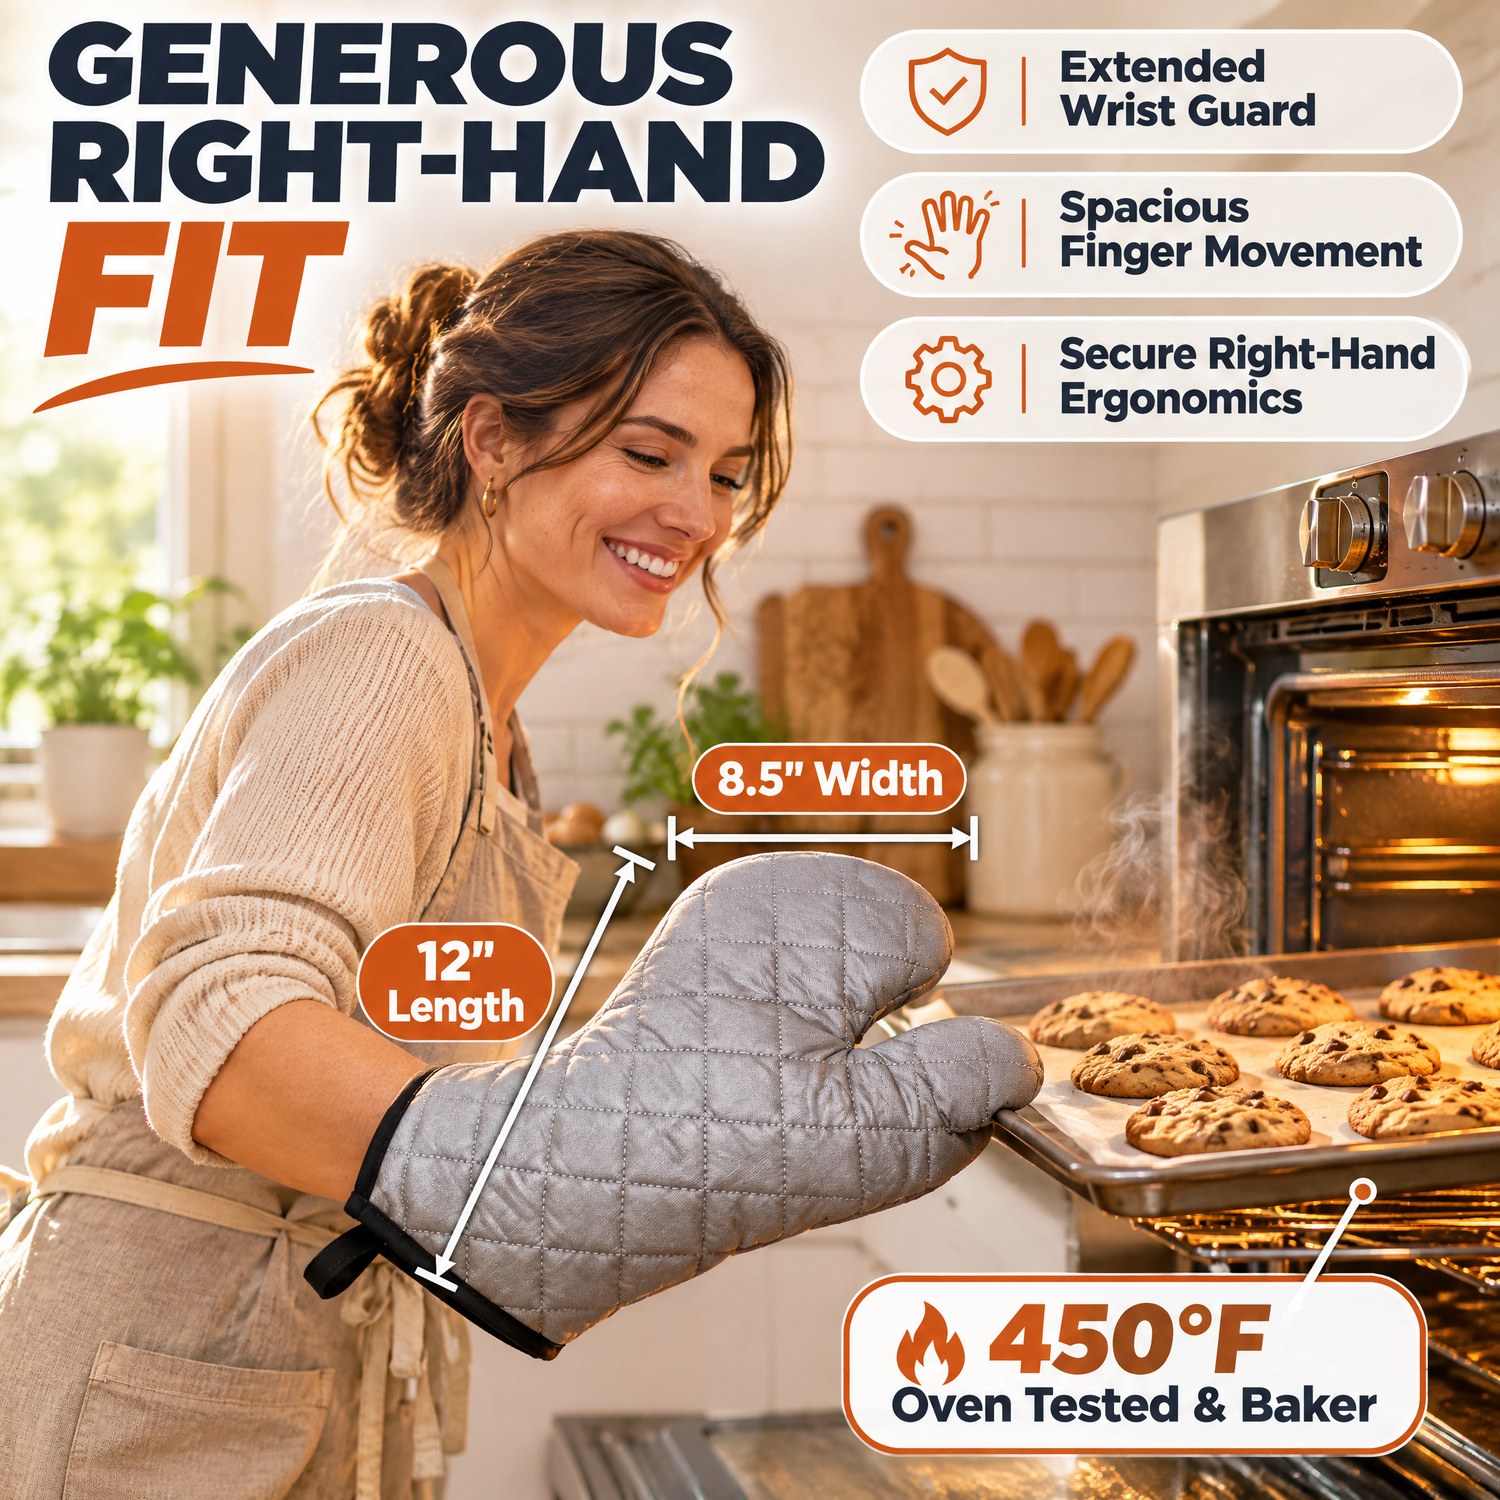 GENEROUS
RIGHT-HAND
FIT
Extended
Wrist Guard
Spacious
Finger Movement
Secure Right-Hand
Ergonomics
8.5” Width
12”
Length
450°F
Oven Tested & Baker